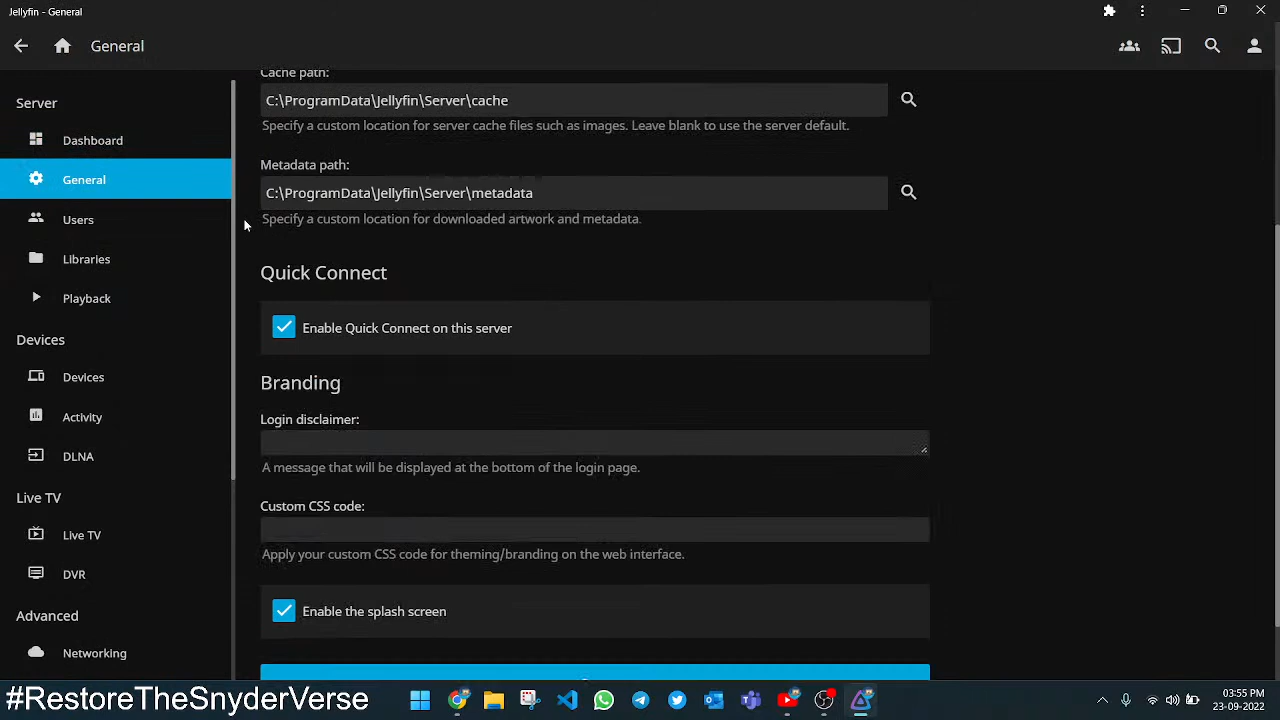 Jellyfin - General
General
Server
Dashboard
General
Users
Libraries
Playback
Devices
Devices
Activity
DLNA
Live TV
Live TV
DVR
Advanced
Networking
Cache path:
C:\ProgramData\Jellyfin\Server\cache
Specify a custom location for server cache files such as images. Leave blank to use the server default.
Metadata path:
C:\ProgramData\Jellyfin\Server\metadata
Specify a custom location for downloaded artwork and metadata.
Quick Connect
Enable Quick Connect on this server
Branding
Login disclaimer:
A message that will be displayed at the bottom of the login page.
Custom CSS code:
Apply your custom CSS code for theming/branding on the web interface.
Enable the splash screen
#RestoreTheSnyderVerse
03:55 PM
23-09-2022